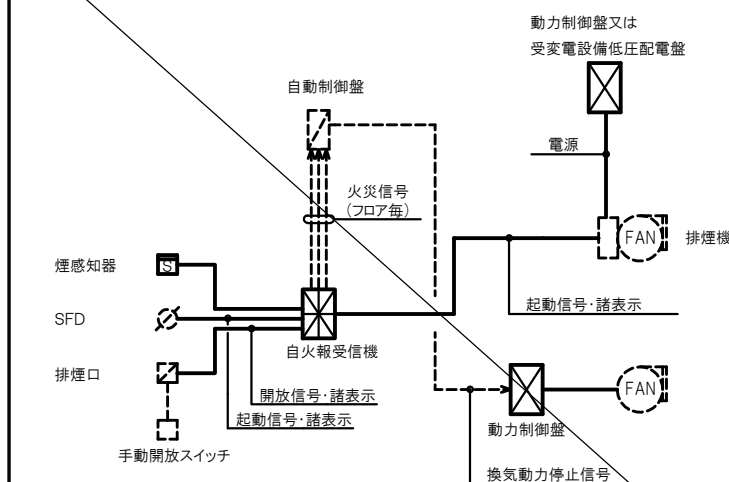 動力制御盤又は
受変電設備低圧配電盤
自動制御盤
電源
火災信号
(フロア毎)
FAN
排煙機
煙感知器
S
SFD
起動信号・諸表示
自火報受信機
排煙口
開放信号・諸表示
FAN
起動信号・諸表示
動力制御盤
手動開放スイッチ
換気動力停止信号